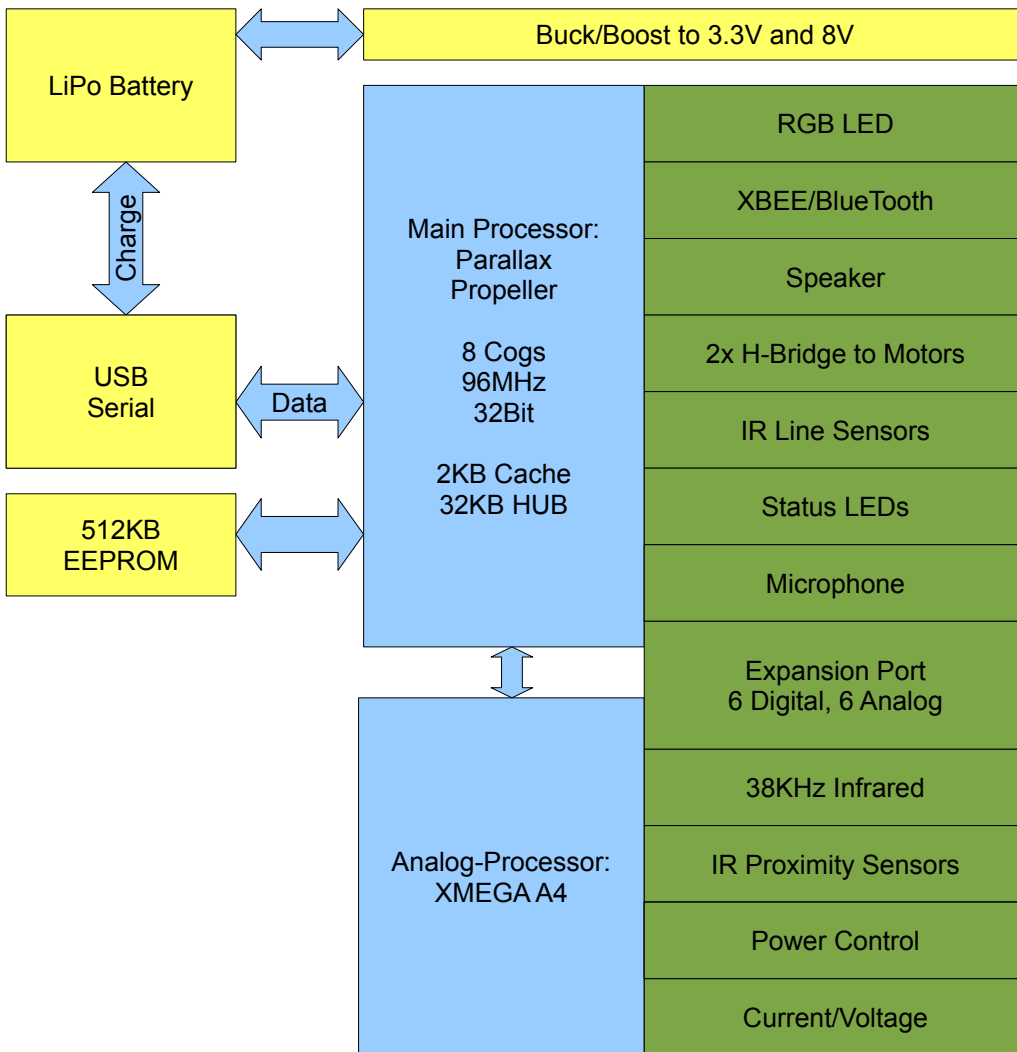 Buck/Boost to 3.3V and 8V
LiPo Battery
Charge
USB
Serial
Data
512KB
EEPROM
Main Processor:
Parallax
Propeller
8 Cogs
96MHz
32Bit
2KB Cache
32KB HUB
Analog-Processor:
XMEGA A4
RGB LED
XBEE/BlueTooth
Speaker
2x H-Bridge to Motors
IR Line Sensors
Status LEDs
Microphone
Expansion Port
6 Digital, 6 Analog
38KHz Infrared
IR Proximity Sensors
Power Control
Current/Voltage